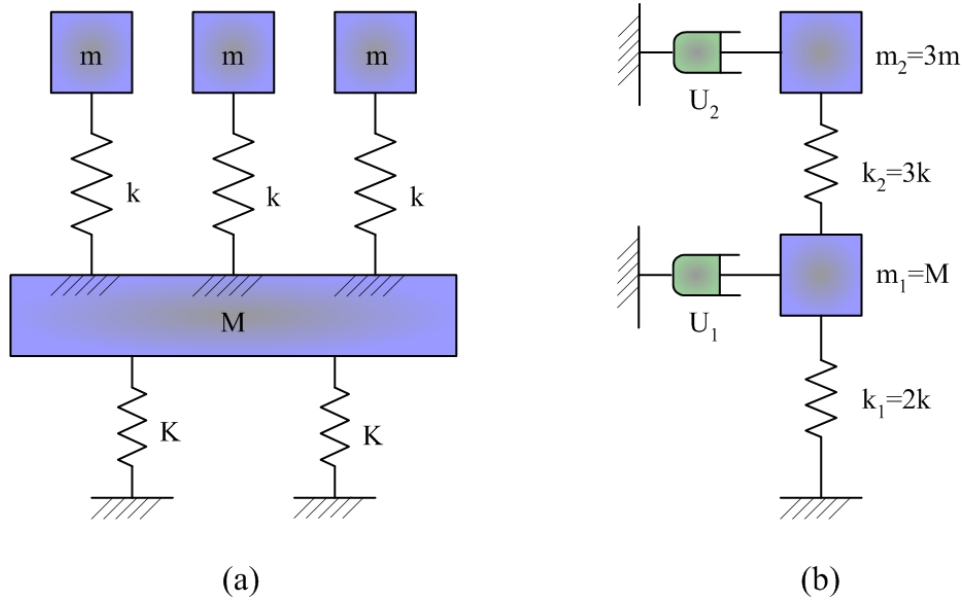 m m m
m₂=3m
U₂
k k k
k₂=3k
M
m₁=M
U₁
K K
k₁=2k
(a) (b)